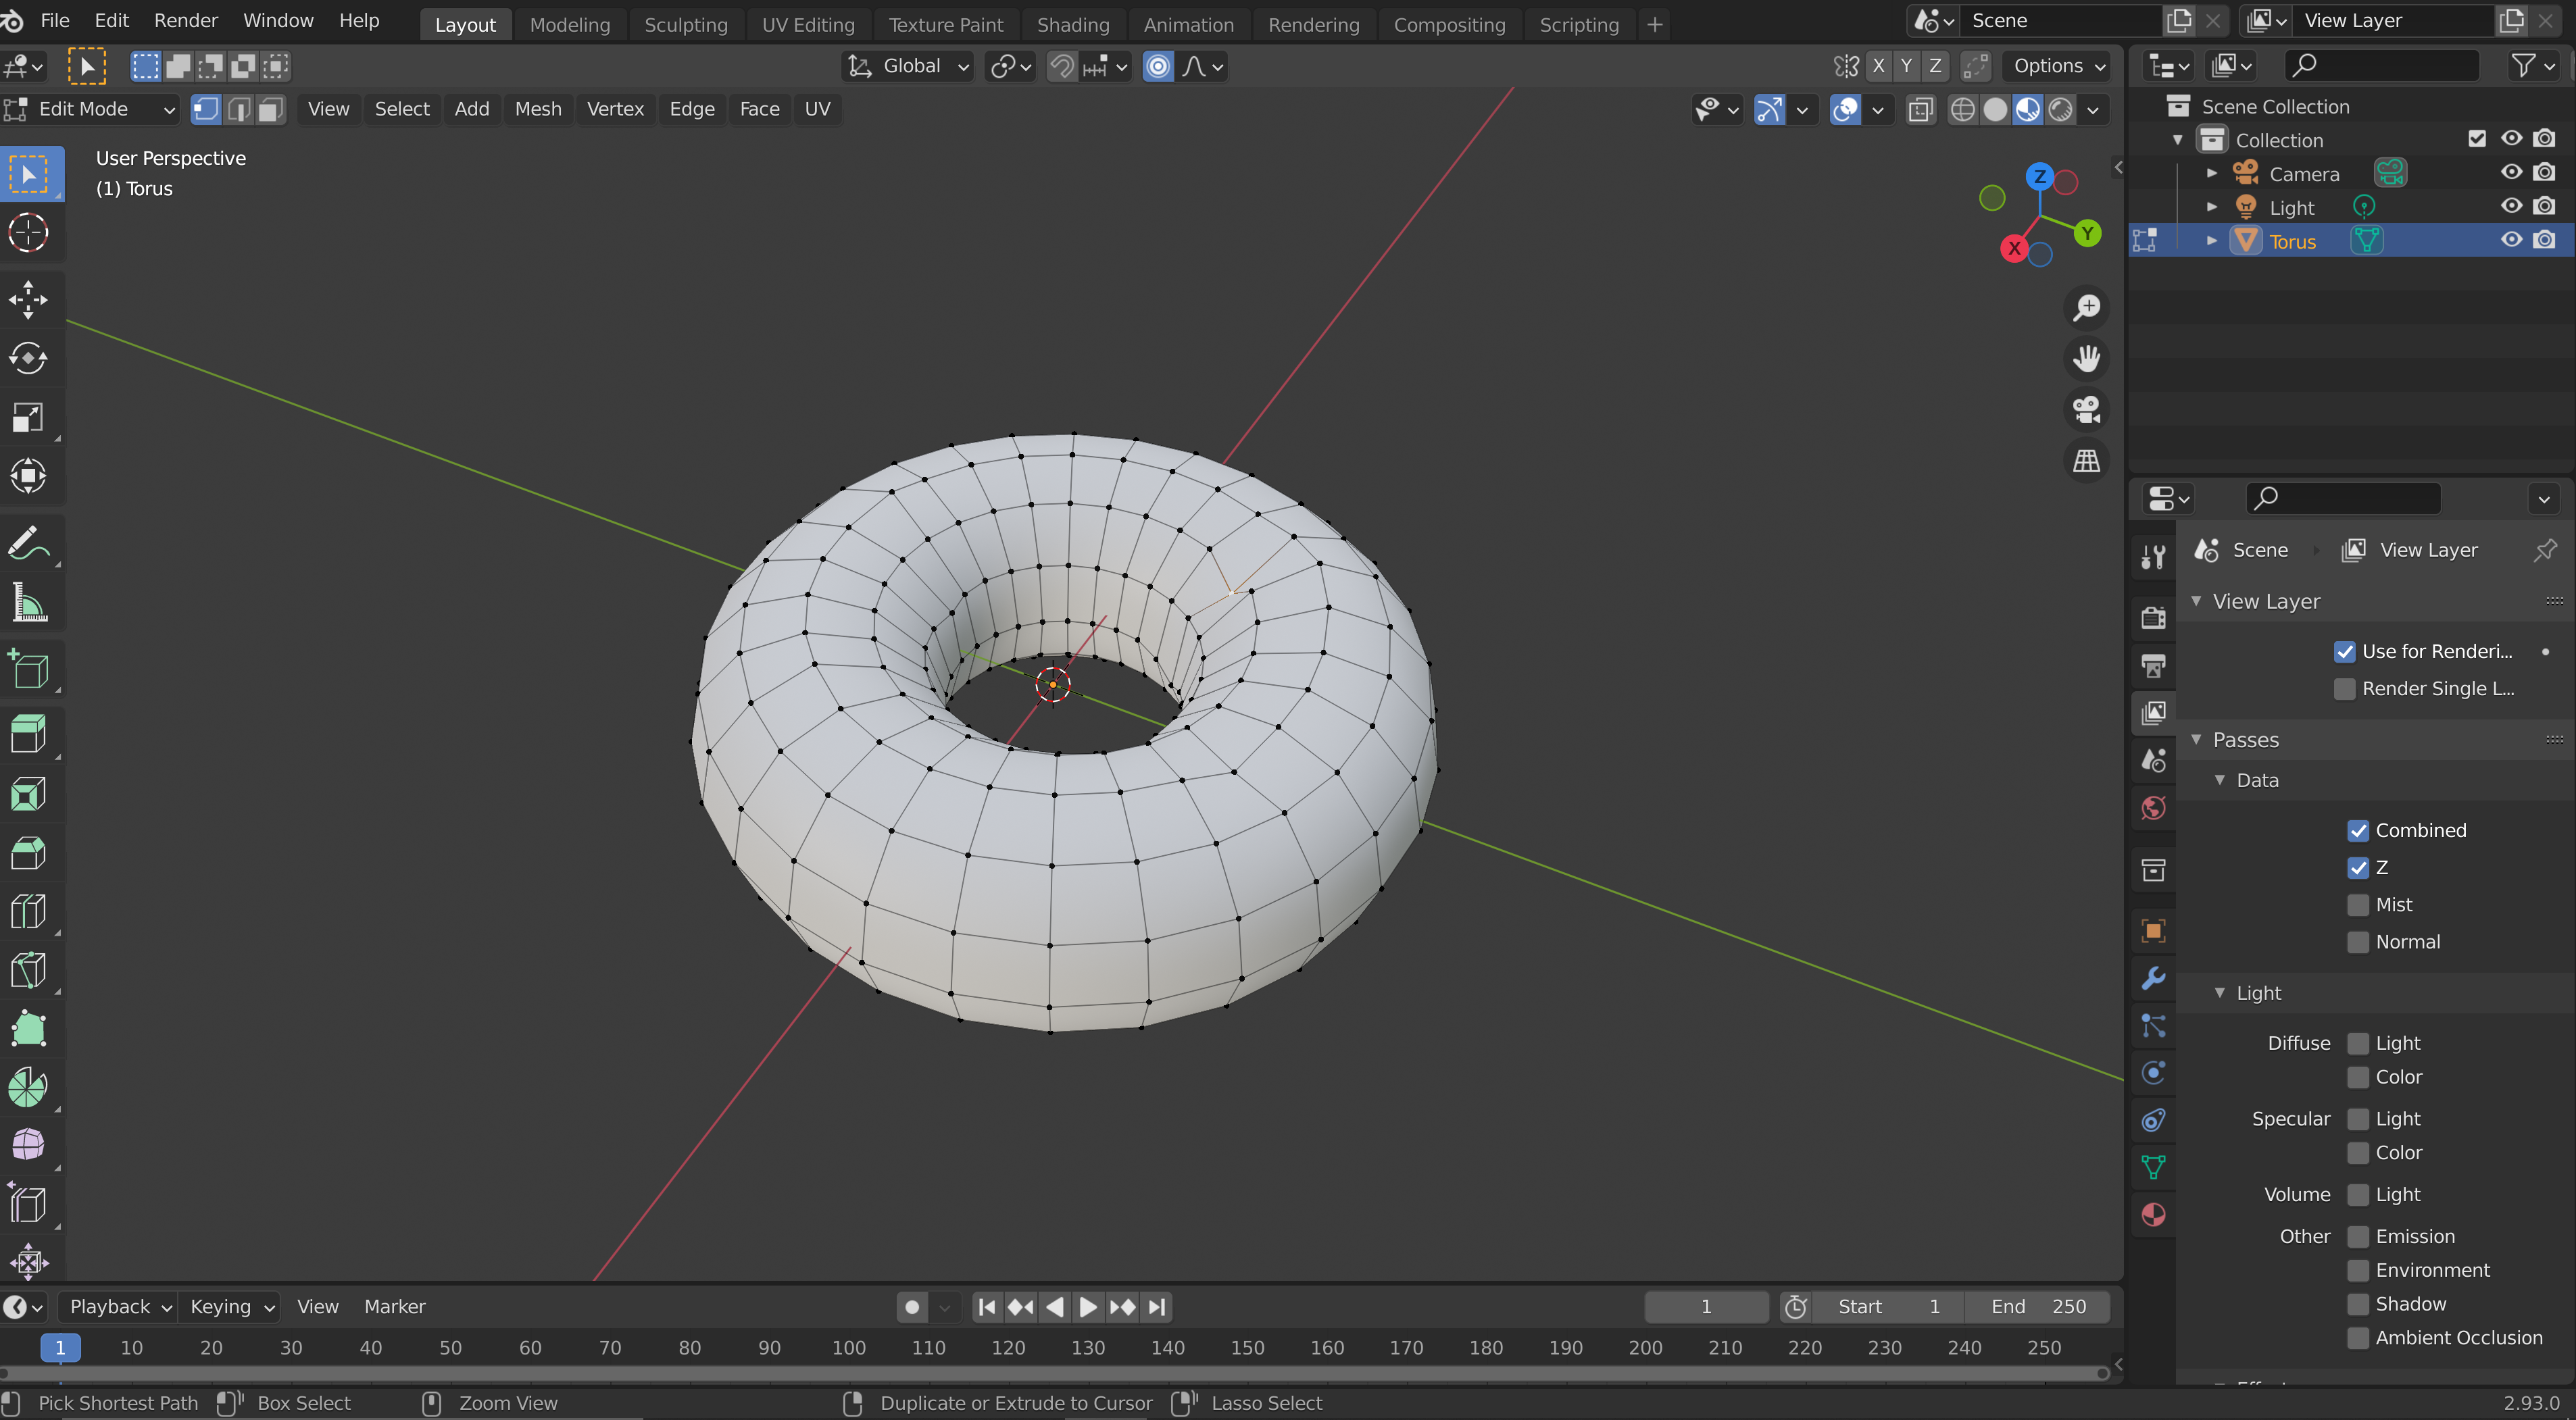 File Edit Render Window Help Layout Modeling Sculpting UV Editing Texture Paint Shading Animation Rendering Compositing Scripting + Scene View Layer
Global X Y Z Options
Edit Mode View Select Add Mesh Vertex Edge Face UV
User Perspective
(1) Torus
Z
Y
X
Scene Collection
Collection
Camera
Light
Torus
Scene View Layer
View Layer
Use for Renderi...
Render Single L...
Passes
Data
Combined
Z
Mist
Normal
Light
Diffuse Light
Color
Specular Light
Color
Volume Light
Other Emission
Environment
Shadow
Ambient Occlusion
Playback Keying View Marker 1 Start 1 End 250
1 10 20 30 40 50 60 70 80 90 100 110 120 130 140 150 160 170 180 190 200 210 220 230 240 250
Pick Shortest Path Box Select Zoom View Duplicate or Extrude to Cursor Lasso Select 2.93.0